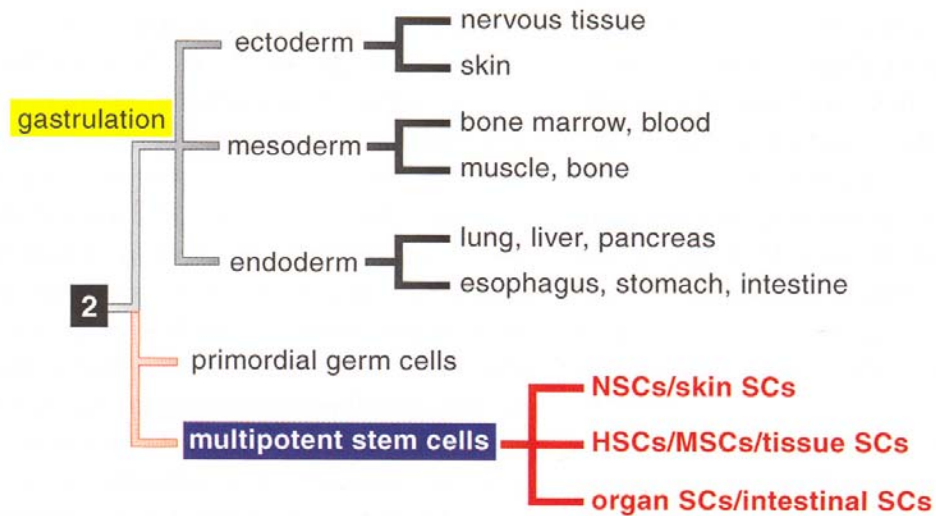 nervous tissue
ectoderm
skin
gastrulation
bone marrow, blood
mesoderm
muscle, bone
lung, liver, pancreas
endoderm
esophagus, stomach, intestine
2
primordial germ cells
NSCs/skin SCs
multipotent stem cells
HSCs/MSCs/tissue SCs
organ SCs/intestinal SCs